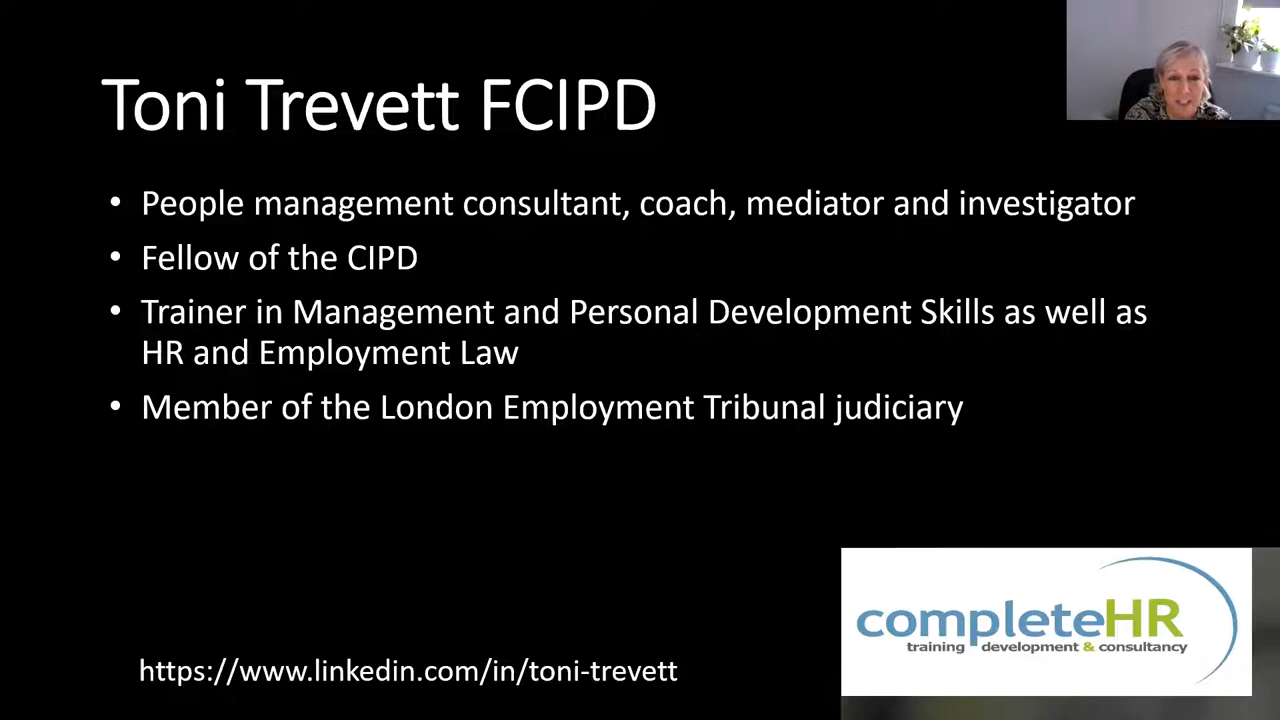 Toni Trevett FCIPD
• People management consultant, coach, mediator and investigator
• Fellow of the CIPD
• Trainer in Management and Personal Development Skills as well as
HR and Employment Law
• Member of the London Employment Tribunal judiciary
completeHR
training development & consultancy
https://www.linkedin.com/in/toni-trevett